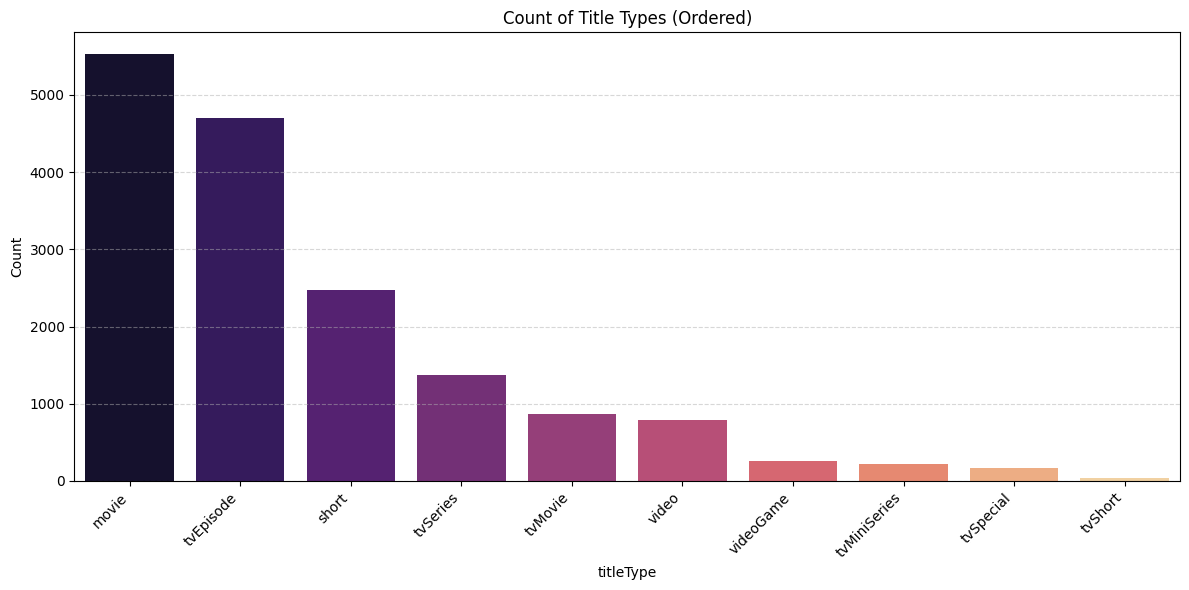 Count of Title Types (Ordered)
Count
5000
4000
3000
2000
1000
0
movie
tvEpisode
short
tvSeries
tvMovie
video
videoGame
tvMiniSeries
tvSpecial
tvShort
titleType